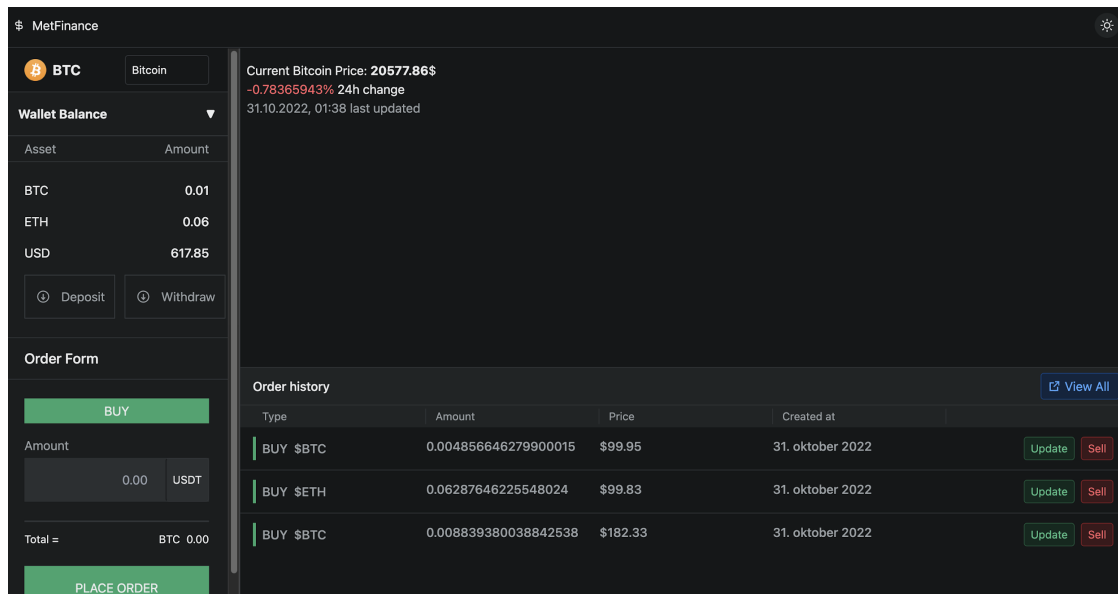 $ MetFinance
BTC
Bitcoin
Wallet Balance ▼
Asset Amount
BTC 0.01
ETH 0.06
USD 617.85
Deposit
Withdraw
Order Form
BUY
Amount
0.00 USDT
Total = BTC 0.00
PLACE ORDER
Current Bitcoin Price: 20577.86$
-0.78365943% 24h change
31.10.2022, 01:38 last updated
Order history
View All
Type Amount Price Created at
BUY $BTC 0.004856646279900015 $99.95 31. oktober 2022 Update Sell
BUY $ETH 0.06287646225548024 $99.83 31. oktober 2022 Update Sell
BUY $BTC 0.008839380038842538 $182.33 31. oktober 2022 Update Sell